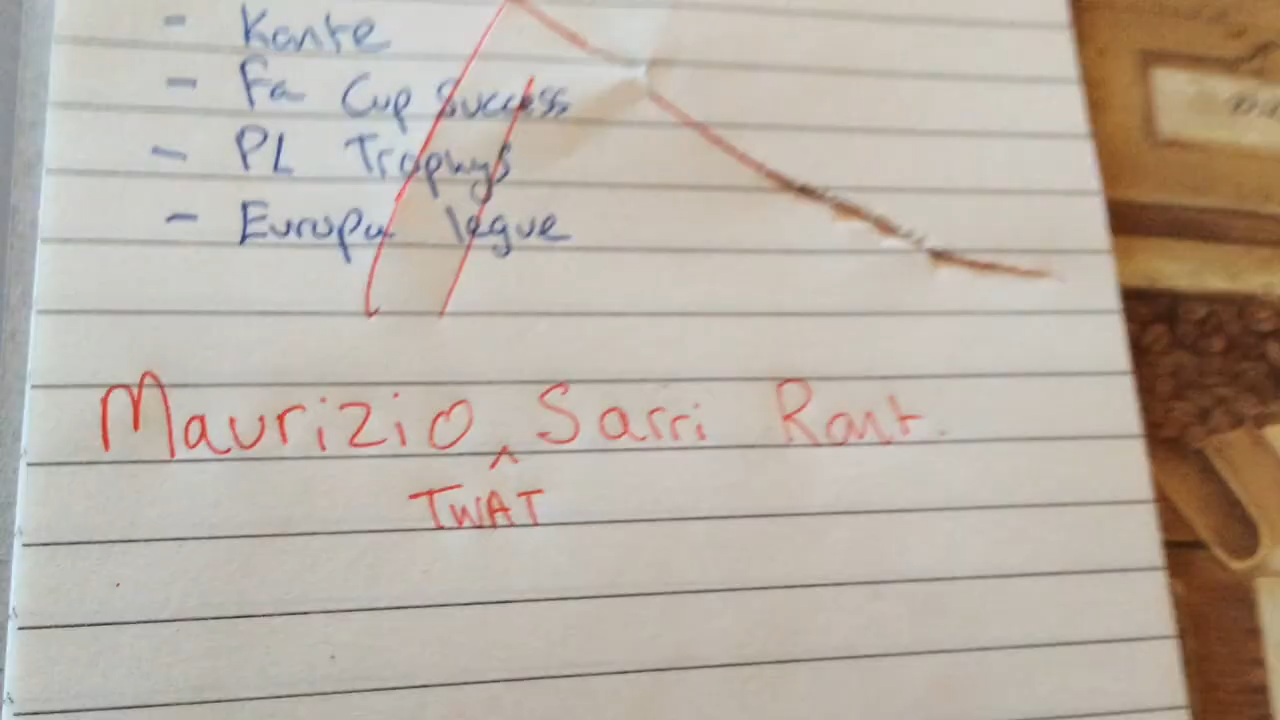 - Kante
- Fa Cup Success
- PL Trophys
- Europa legue
Maurizio ^ Sarri Rant.
TWAT